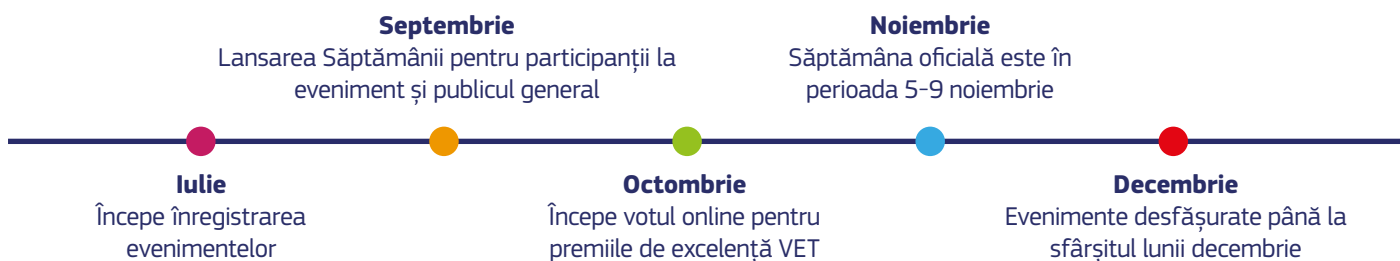 Septembrie
Lansarea Săptămânii pentru participanții la
eveniment și publicul general
Noiembrie
Săptămâna oficială este în
perioada 5-9 noiembrie
Iulie
Începe înregistrarea
evenimentelor
Octombrie
Începe votul online pentru
premiile de excelență VET
Decembrie
Evenimente desfășurate până la
sfârșitul lunii decembrie